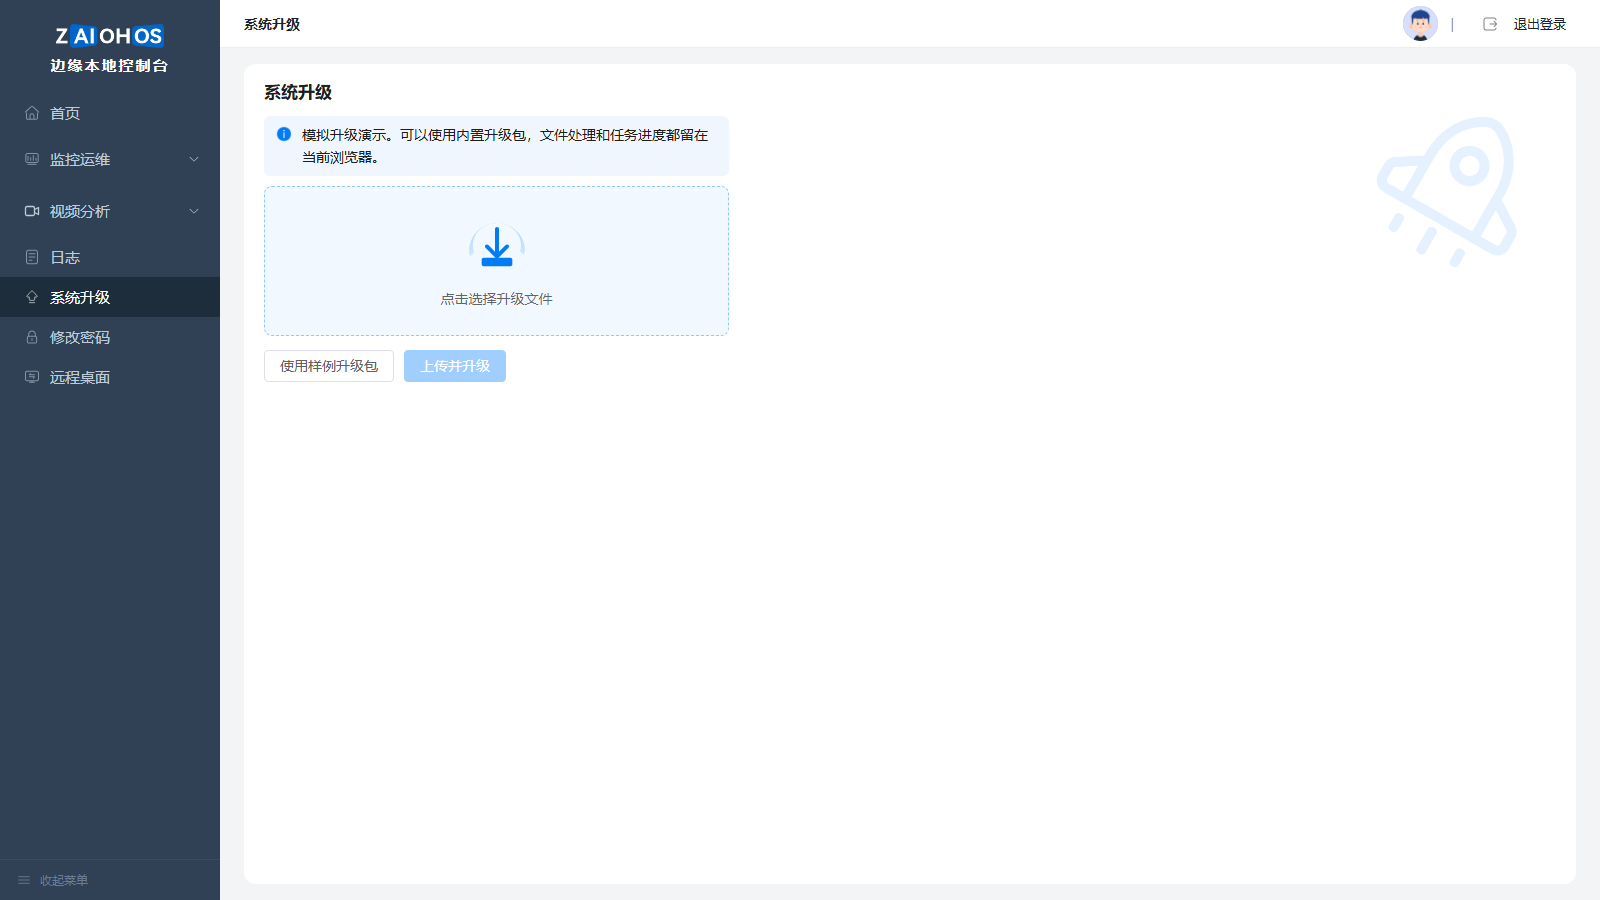 ZAIOHOS
边缘本地控制台
首页
监控运维
视频分析
日志
系统升级
修改密码
远程桌面
收起菜单
系统升级
退出登录
系统升级
模拟升级演示。可以使用内置升级包，文件处理和任务进度都留在
当前浏览器。
点击选择升级文件
使用样例升级包
上传并升级